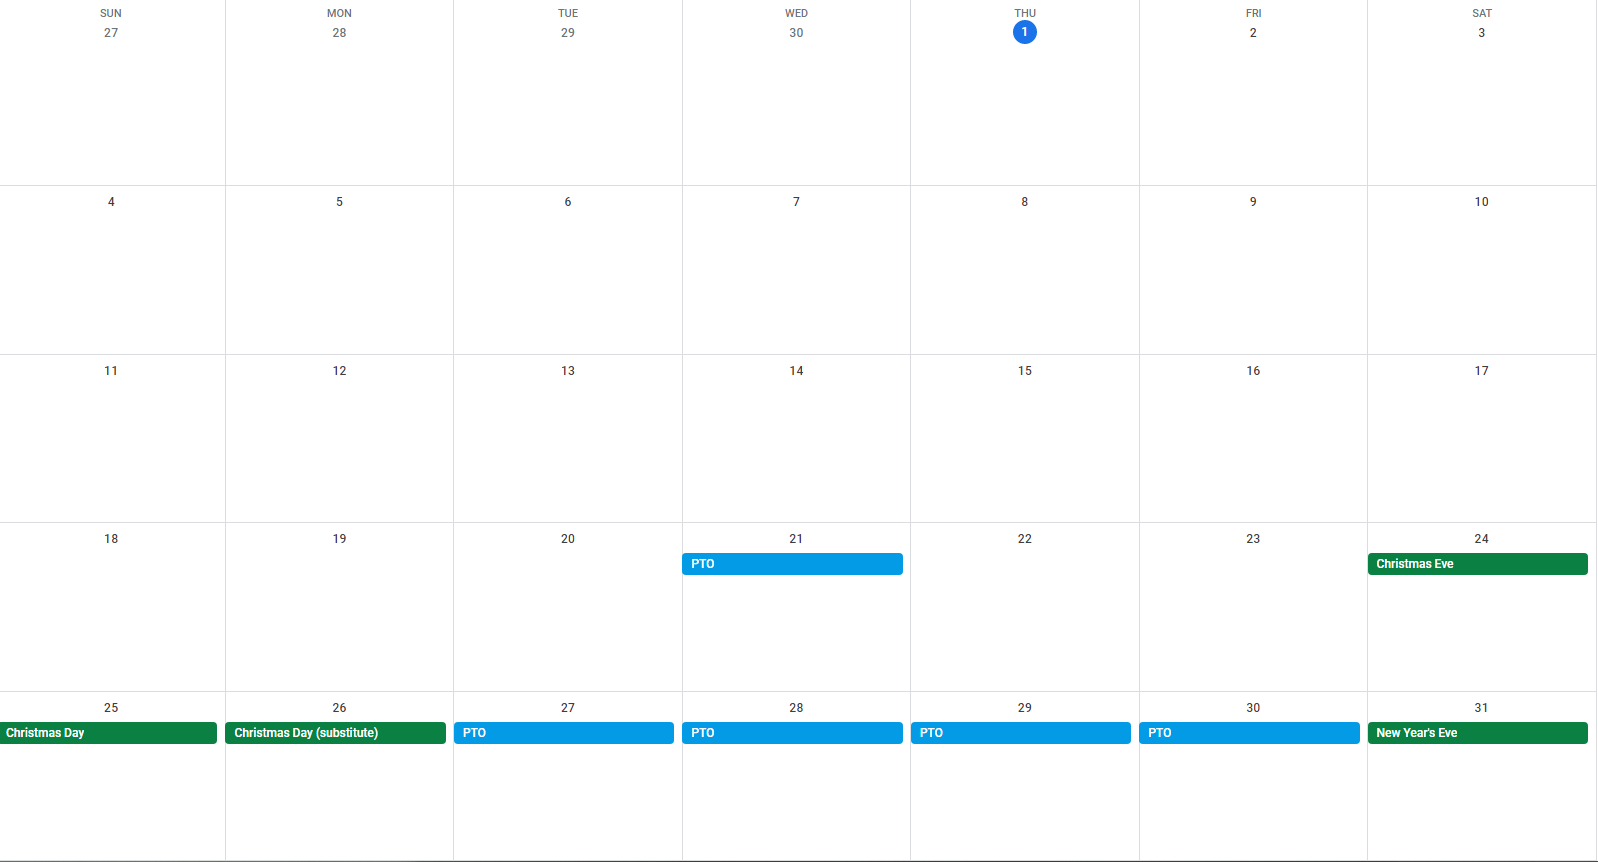 SUN MON TUE WED THU FRI SAT
27 28 29 30 1 2 3
4 5 6 7 8 9 10
11 12 13 14 15 16 17
18 19 20 21 22 23 24
PTO Christmas Eve
25 26 27 28 29 30 31
Christmas Day Christmas Day (substitute) PTO PTO PTO PTO New Year's Eve